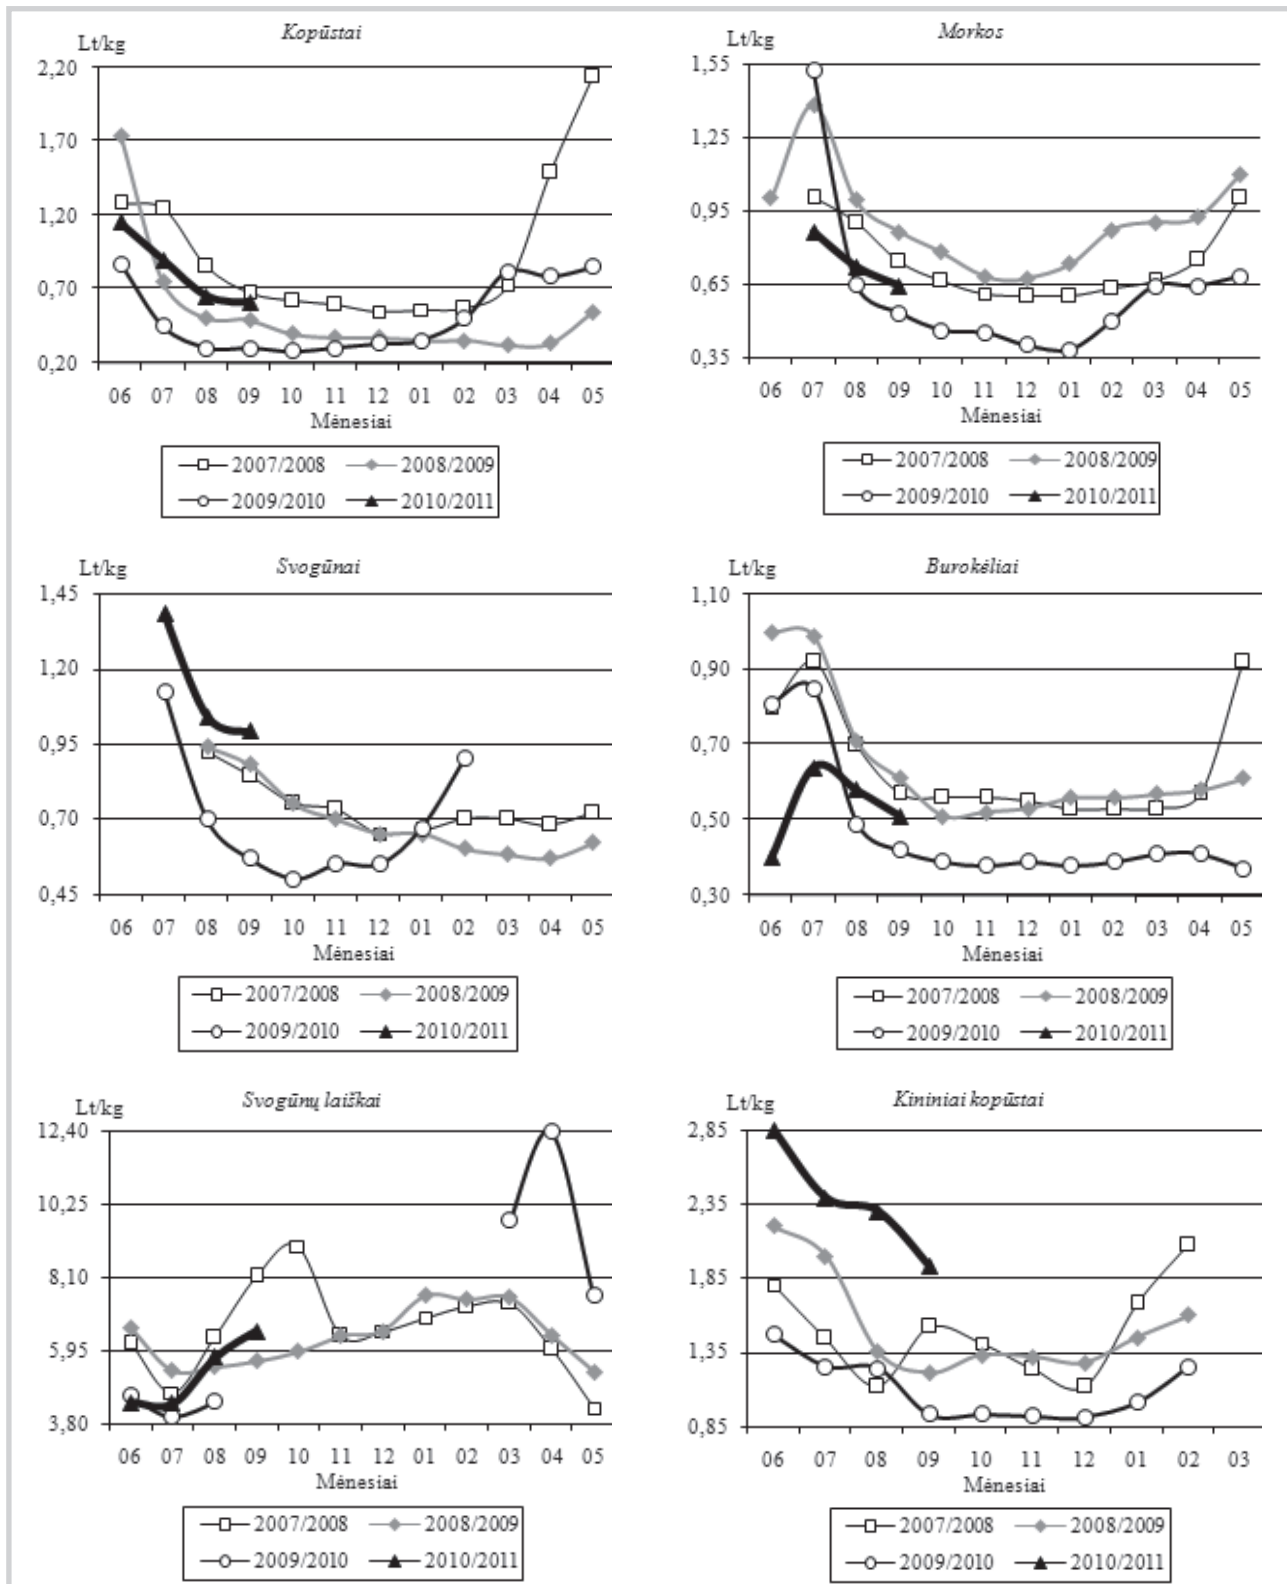 Kopūstai
Lt/kg
2,20
1,70
1,20
0,70
0,20
06 07 08 09 10 11 12 01 02 03 04 05
Mėnesiai
2007/2008 2008/2009
2009/2010 2010/2011
Morkos
Lt/kg
1,55
1,25
0,95
0,65
0,35
06 07 08 09 10 11 12 01 02 03 04 05
Mėnesiai
2007/2008 2008/2009
2009/2010 2010/2011
Svogūnai
Lt/kg
1,45
1,20
0,95
0,70
0,45
06 07 08 09 10 11 12 01 02 03 04 05
Mėnesiai
2007/2008 2008/2009
2009/2010 2010/2011
Burokėliai
Lt/kg
1,10
0,90
0,70
0,50
0,30
06 07 08 09 10 11 12 01 02 03 04 05
Mėnesiai
2007/2008 2008/2009
2009/2010 2010/2011
Svogūnų laiškai
Lt/kg
12,40
10,25
8,10
5,95
3,80
06 07 08 09 10 11 12 01 02 03 04 05
Mėnesiai
2007/2008 2008/2009
2009/2010 2010/2011
Kininiai kopūstai
Lt/kg
2,85
2,35
1,85
1,35
0,85
06 07 08 09 10 11 12 01 02 03
Mėnesiai
2007/2008 2008/2009
2009/2010 2010/2011